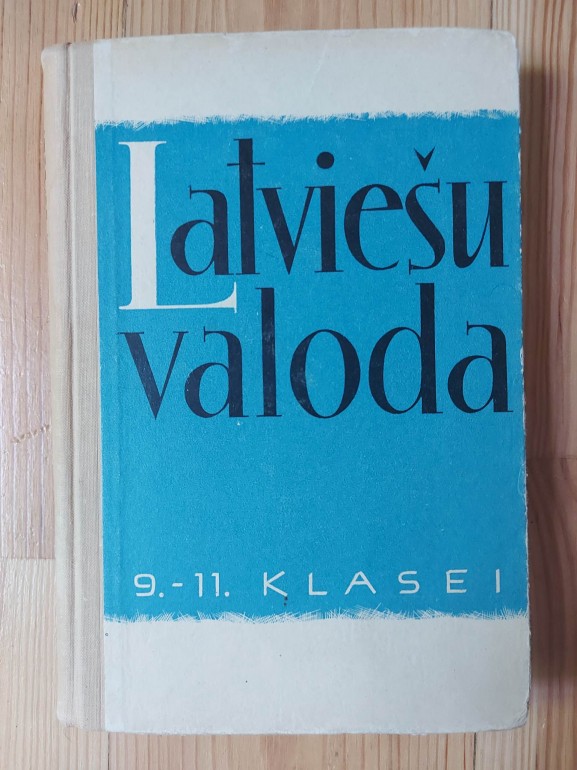 Latviešu
valoda
9.-11. KLASEI